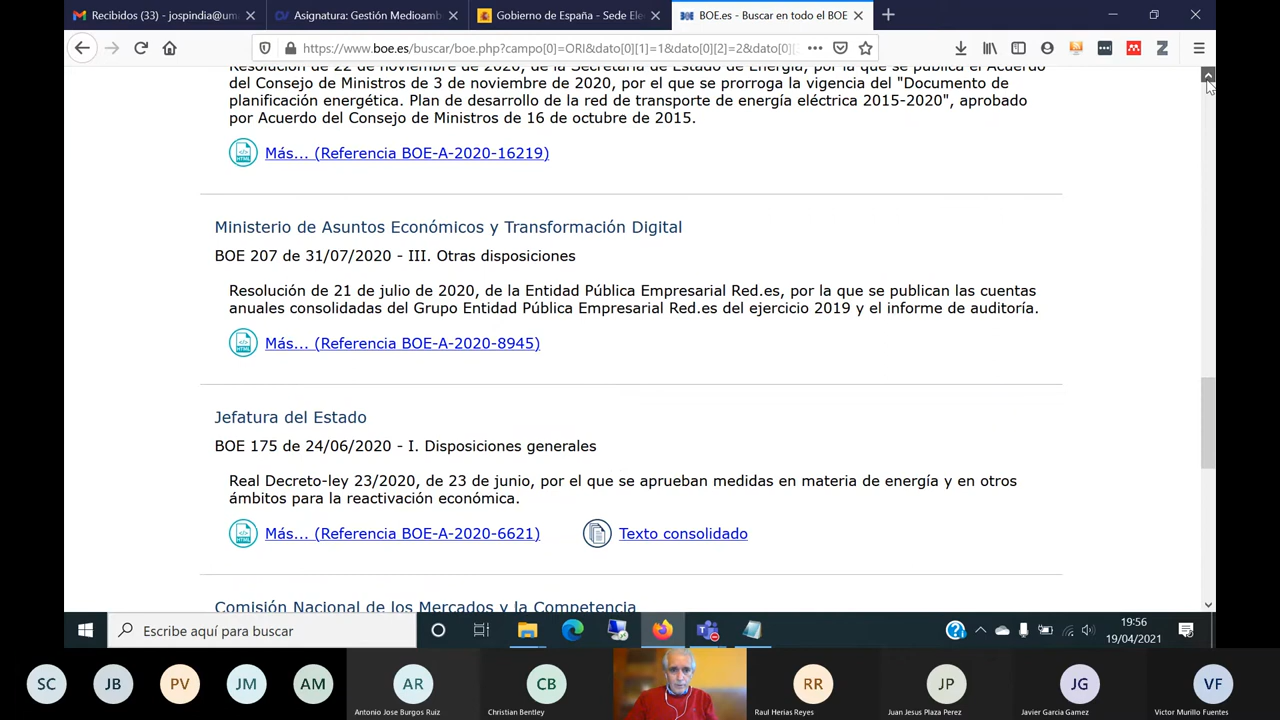 Recibidos (33) - jospindia@um
Asignatura: Gestión Medioamb
Gobierno de España - Sede Ele
BOE.es - Buscar en todo el BOE
https://www.boe.es/buscar/boe.php?campo[0]=ORI&dato[0][1]=1&dato[0][2]=2&dato[0]
Resolución de 22 de noviembre de 2020, de la Secretaría de Estado de Energía, por la que se publica el Acuerdo
del Consejo de Ministros de 3 de noviembre de 2020, por el que se prorroga la vigencia del "Documento de
planificación energética. Plan de desarrollo de la red de transporte de energía eléctrica 2015-2020", aprobado
por Acuerdo del Consejo de Ministros de 16 de octubre de 2015.
Más... (Referencia BOE-A-2020-16219)
Ministerio de Asuntos Económicos y Transformación Digital
BOE 207 de 31/07/2020 - III. Otras disposiciones
Resolución de 21 de julio de 2020, de la Entidad Pública Empresarial Red.es, por la que se publican las cuentas
anuales consolidadas del Grupo Entidad Pública Empresarial Red.es del ejercicio 2019 y el informe de auditoría.
Más... (Referencia BOE-A-2020-8945)
Jefatura del Estado
BOE 175 de 24/06/2020 - I. Disposiciones generales
Real Decreto-ley 23/2020, de 23 de junio, por el que se aprueban medidas en materia de energía y en otros
ámbitos para la reactivación económica.
Más... (Referencia BOE-A-2020-6621) Texto consolidado
Comisión Nacional de los Mercados y la Competencia
Escribe aquí para buscar
19:56
19/04/2021
SC JB PV JM AM AR CB RR JP JG VF
Antonio Jose Burgos Ruiz
Christian Bentley
Raul Herias Reyes
Juan Jesus Plaza Perez
Javier Garcia Gamez
Victor Murillo Fuentes